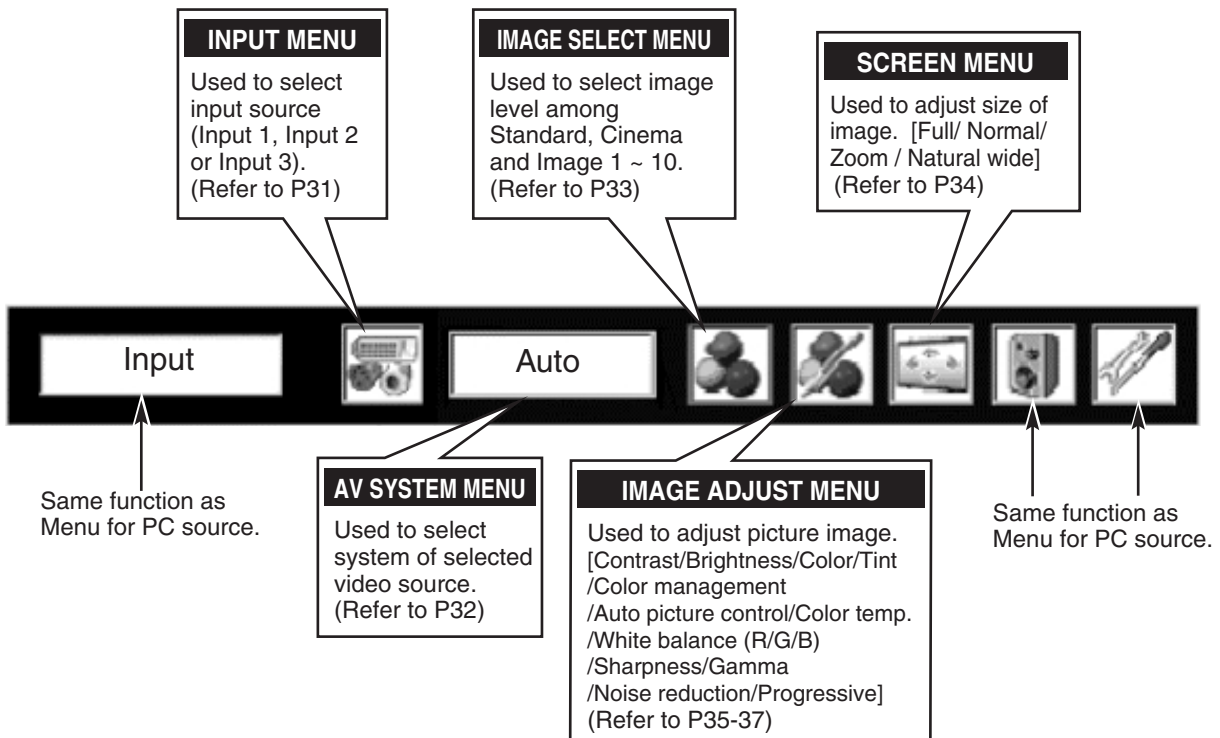 INPUT MENU
Used to select
input source
(Input 1, Input 2
or Input 3).
(Refer to P31)
IMAGE SELECT MENU
Used to select image
level among
Standard, Cinema
and Image 1 ~ 10.
(Refer to P33)
SCREEN MENU
Used to adjust size of
image. [Full/ Normal/
Zoom / Natural wide]
(Refer to P34)
Input
Auto
Same function as
Menu for PC source.
AV SYSTEM MENU
Used to select
system of selected
video source.
(Refer to P32)
IMAGE ADJUST MENU
Used to adjust picture image.
[Contrast/Brightness/Color/Tint
/Color management
/Auto picture control/Color temp.
/White balance (R/G/B)
/Sharpness/Gamma
/Noise reduction/Progressive]
(Refer to P35-37)
Same function as
Menu for PC source.